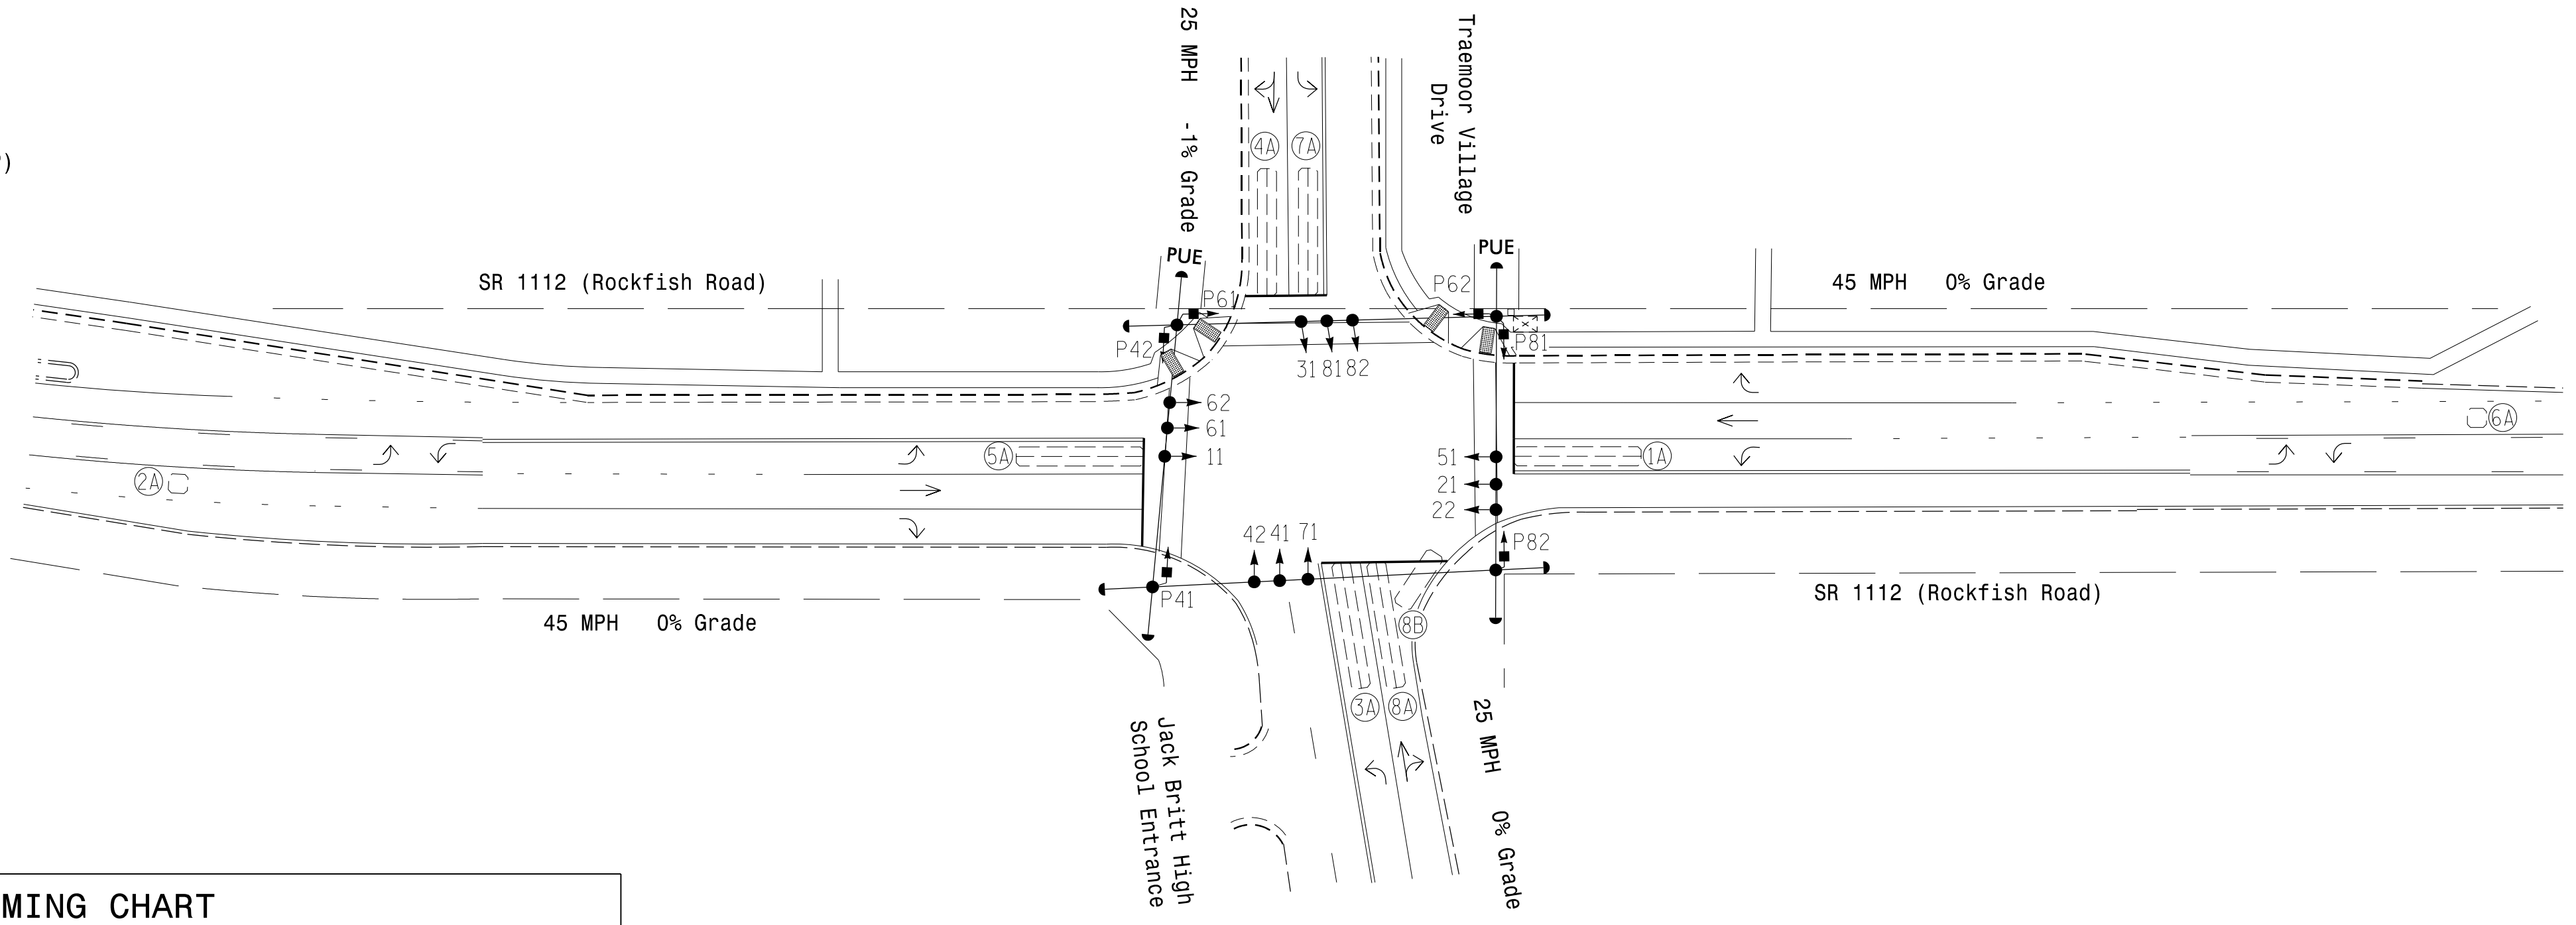 25 MPH -1% Grade
Traemoor Village
Drive
4A 7A
PUE
PUE
SR 1112 (Rockfish Road)
45 MPH 0% Grade
P61
P62
P42
P81
31 81 82
62
61
11
5A
2A
51
21
22
1A
6A
42 41 71
P82
P41
8B
SR 1112 (Rockfish Road)
45 MPH 0% Grade
3A 8A
Jack Britt High
School Entrance
25 MPH 0% Grade
MING CHART